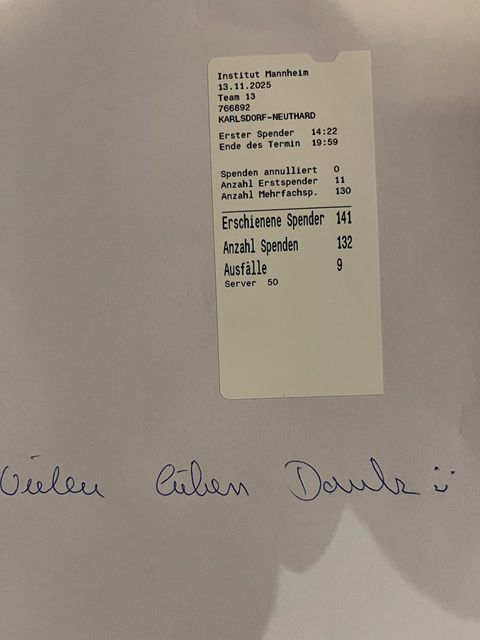 Institut Mannheim
13.11.2025
Team 13
766892
KARLSDORF-NEUTHARD
Erster Spender 14:22
Ende des Termin 19:59
Spenden annulliert 0
Anzahl Erstspender 11
Anzahl Mehrfachsp. 130
Erschienene Spender 141
Anzahl Spenden 132
Ausfälle 9
Server 50
Vielen lieben Dank :)